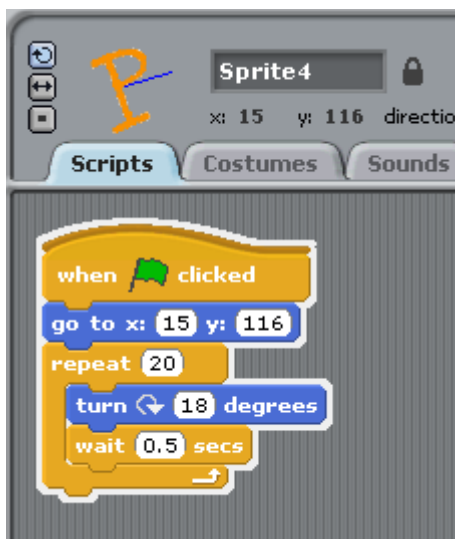 Sprite4
x: 15 y: 116 directio
Scripts Costumes Sounds
when clicked
go to x: 15 y: 116
repeat 20
turn 18 degrees
wait 0.5 secs